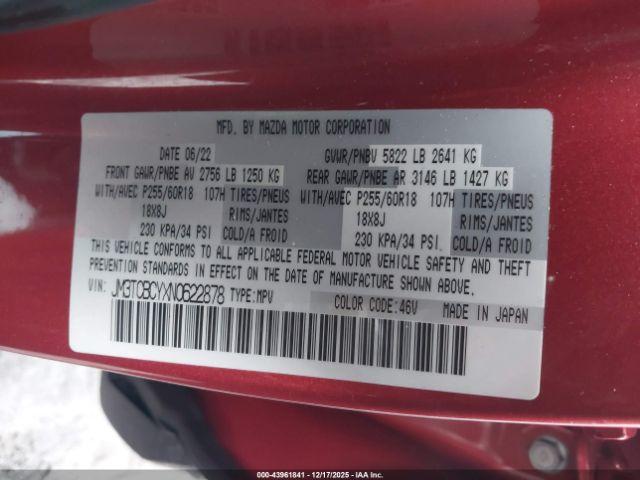 MFD. BY MAZDA MOTOR CORPORATION
DATE 06/22 GVWR/PNBV 5822 LB 2641 KG
FRONT GAWR/PNBE AV 2756 LB 1250 KG REAR GAWR/PNBE AR 3146 LB 1427 KG
WITH/AVEC P255/60R18 107H TIRES/PNEUS WITH/AVEC P255/60R18 107H TIRES/PNEUS
18X8J RIMS/JANTES 18X8J RIMS/JANTES
230 KPA/34 PSI COLD/A FROID 230 KPA/34 PSI COLD/A FROID
THIS VEHICLE CONFORMS TO ALL APPLICABLE FEDERAL MOTOR VEHICLE SAFETY AND THEFT
PREVENTION STANDARDS IN EFFECT ON THE DATE OF MANUFACTURE SHOWN ABOVE.
VIN: JM3TCBCYXN0622878 TYPE:MPV COLOR CODE:46V MADE IN JAPAN
00-43961841 - 12/17/2025 - IAAI, Inc.